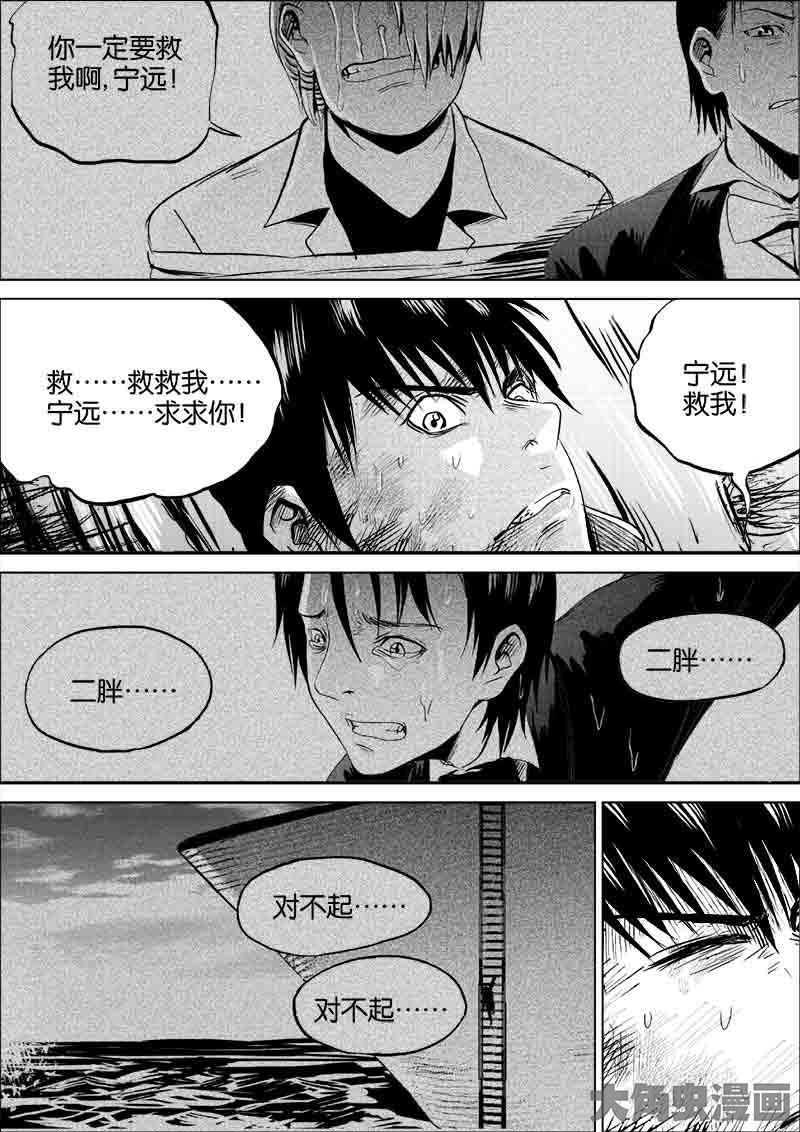 你一定要救
我啊,宁远!
救……救救我……
宁远……求求你!
宁远!
救我!
二胖……
二胖……
对不起……
对不起……
大角虫漫画